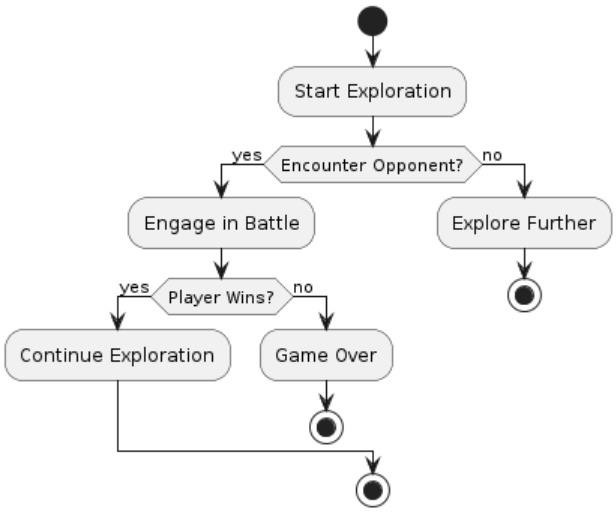 Start Exploration
yes
Encounter Opponent?
no
Engage in Battle
Explore Further
yes
Player Wins?
no
Continue Exploration
Game Over